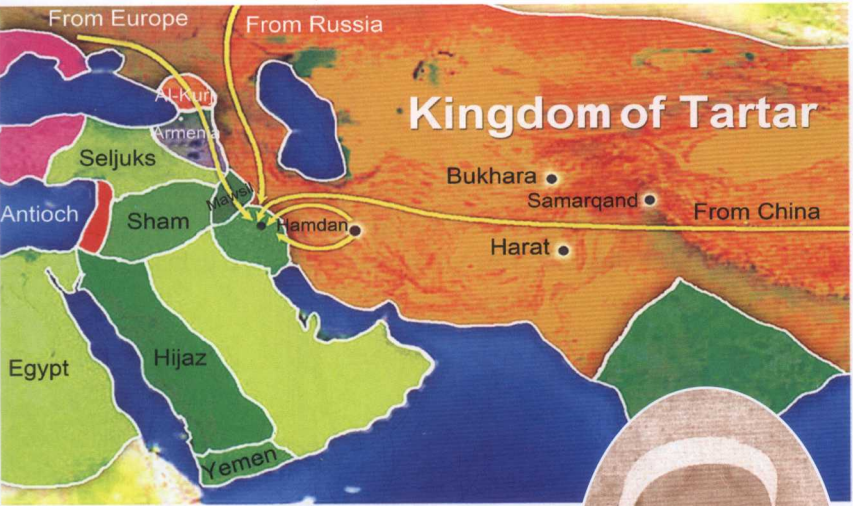 From Europe
From Russia
Al-Kurj
Armenia
Kingdom of Tartar
Seljuks
Bukhara
Mawsil
Samarqand
Antioch
Sham
Hamdan
From China
Harat
Egypt
Hijaz
Yemen